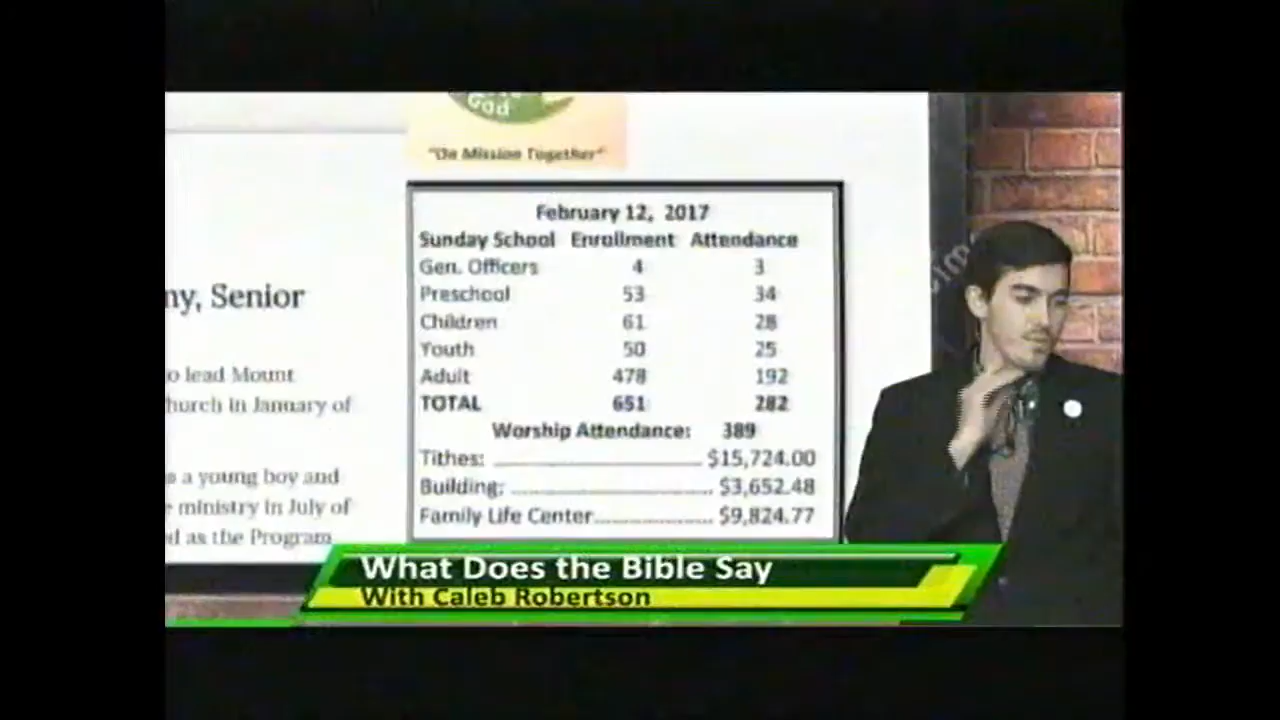 God
"On Mission Together"
February 12, 2017
Sunday School Enrollment Attendance
Gen. Officers 4 3
Preschool 53 34
Children 61 28
Youth 50 25
Adult 478 192
TOTAL 651 282
Worship Attendance: 389
Tithes: $15,724.00
Building: $3,652.48
Family Life Center $9,824.77
ny, Senior
o lead Mount
hurch in January of
a young boy and
ministry in July of
d as the Program
What Does the Bible Say
With Caleb Robertson